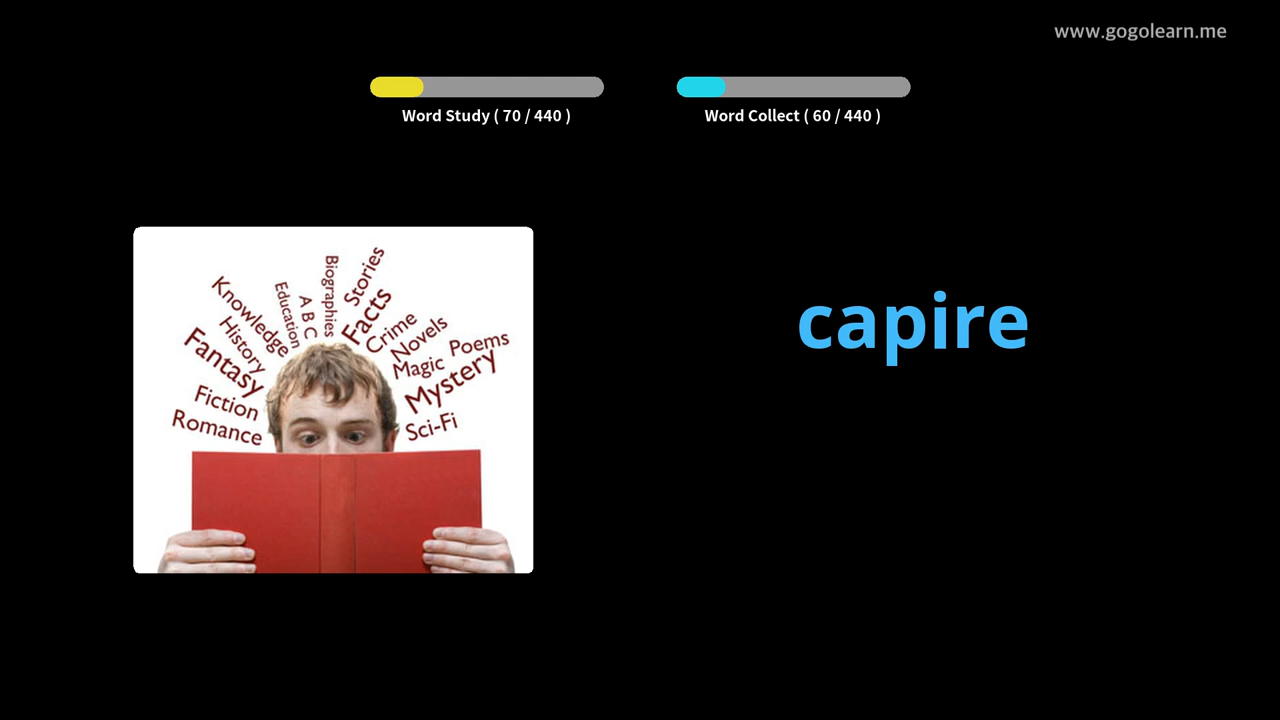 www.gogolearn.me
Word Study ( 70 / 440 )
Word Collect ( 60 / 440 )
capire
Biographies
Stories
Education
A B C
Facts
Knowledge
Crime
History
Novels
Poems
Fantasy
Magic
Mystery
Fiction
Romance
Sci-Fi